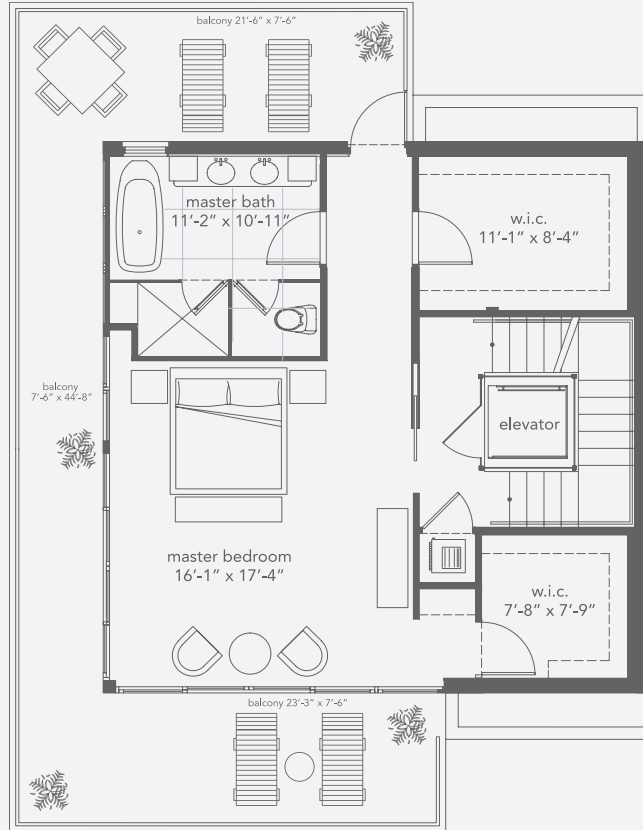 balcony 21'-6" x 7'-6"
master bath
11'-2" x 10'-11"
w.i.c.
11'-1" x 8'-4"
balcony
7'-6" x 44'-8"
elevator
master bedroom
16'-1" x 17'-4"
w.i.c.
7'-8" x 7'-9"
balcony 23'-3" x 7'-6"